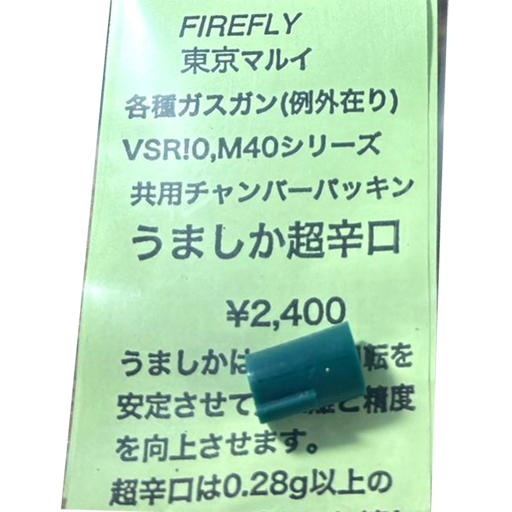 FIREFLY
東京マルイ
各種ガスガン(例外在り)
VSR!0,M40シリーズ
共用チャンバーパッキン
うましか超辛口
¥2,400
うましかは 転を
安定させて と精度
を向上させます。
超辛口は0.28g以上の